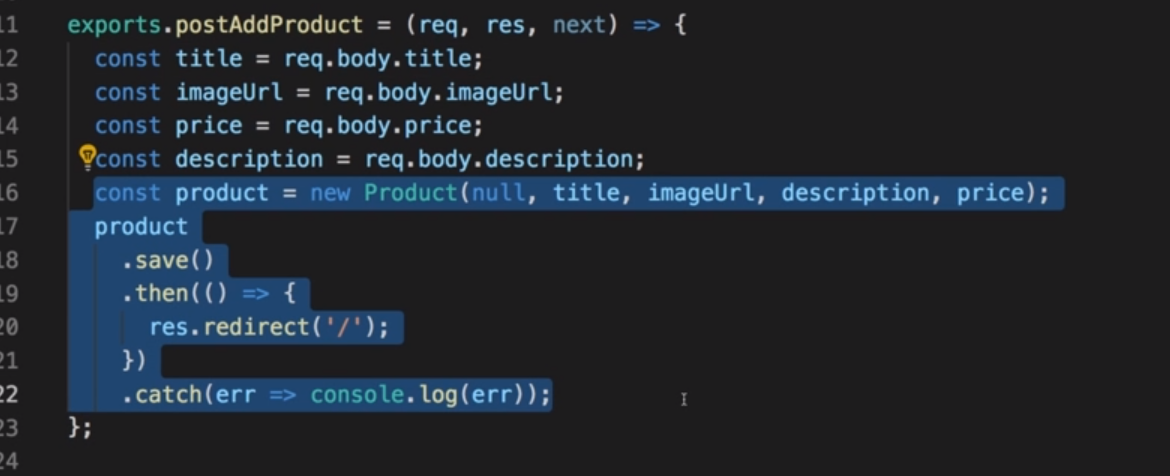 11 exports.postAddProduct = (req, res, next) => {
12 const title = req.body.title;
13 const imageUrl = req.body.imageUrl;
14 const price = req.body.price;
15 const description = req.body.description;
16 const product = new Product(null, title, imageUrl, description, price);
17 product
18 .save()
19 .then(() => {
20 res.redirect('/');
21 })
22 .catch(err => console.log(err));
23 };
24